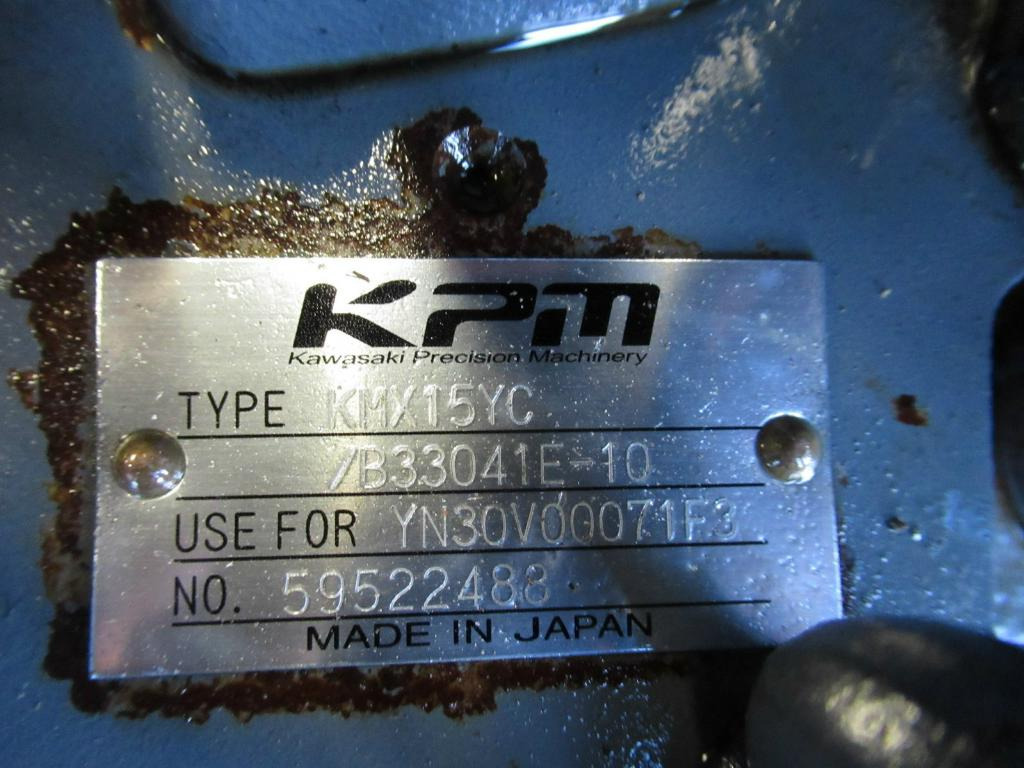 KPM
Kawasaki Precision Machinery
TYPE KMX15YC
/B33041E-10
USE FOR YN30V00071F3
NO. 59522488
MADE IN JAPAN